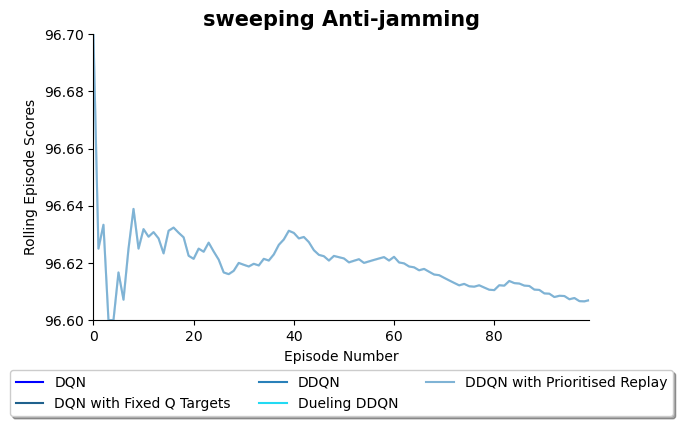 sweeping Anti-jamming
96.70
96.68
96.66
96.64
96.62
96.60
Rolling Episode Scores
0 20 40 60 80
Episode Number
DQN DDQN DDQN with Prioritised Replay
DQN with Fixed Q Targets Dueling DDQN